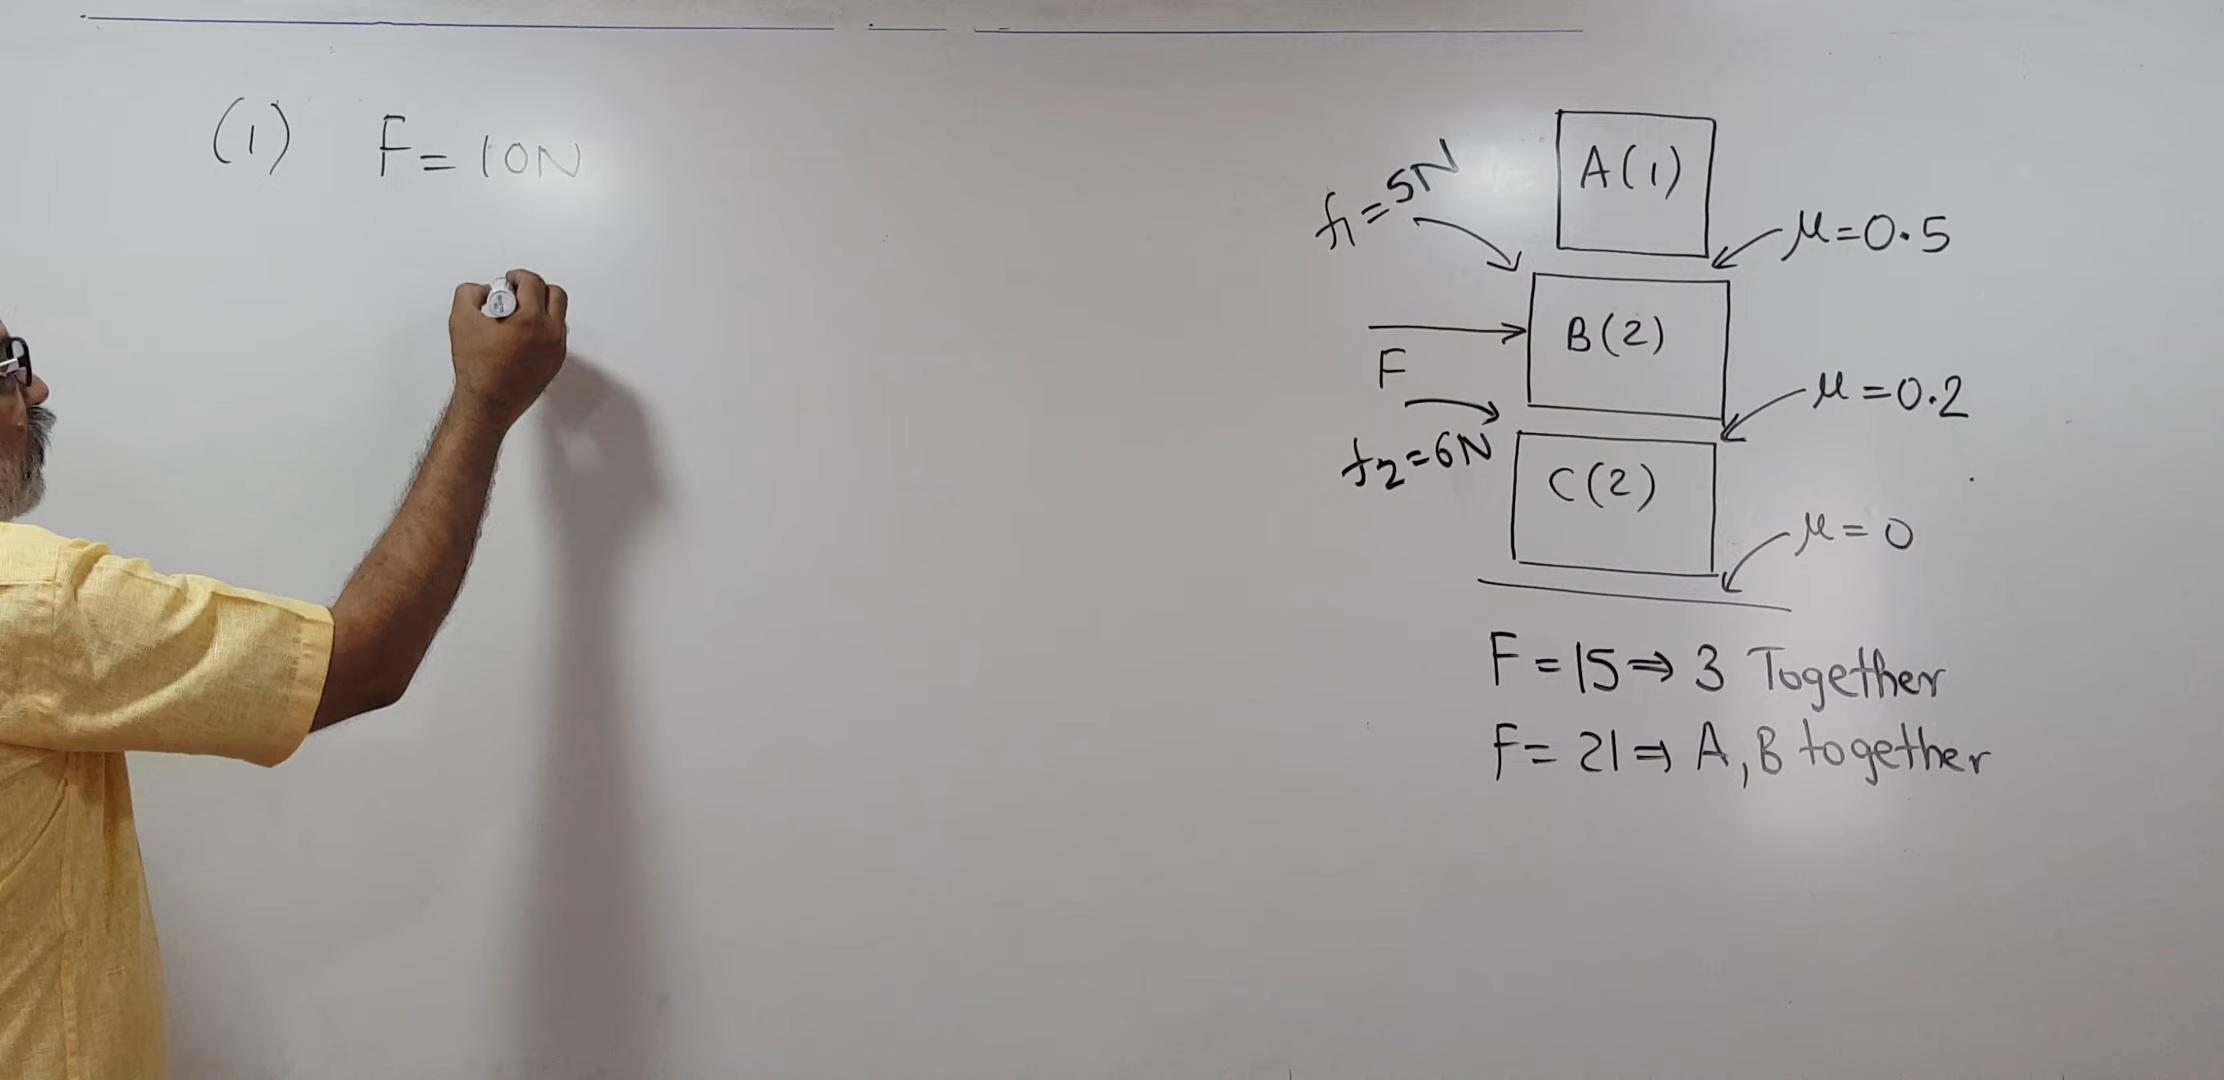 (1) F = 10N
A(1)
f1 = 5N
μ = 0.5
B(2)
F
μ = 0.2
f2 = 6N
C(2)
μ = 0
F = 15 ⇒ 3 Together
F = 21 ⇒ A, B together